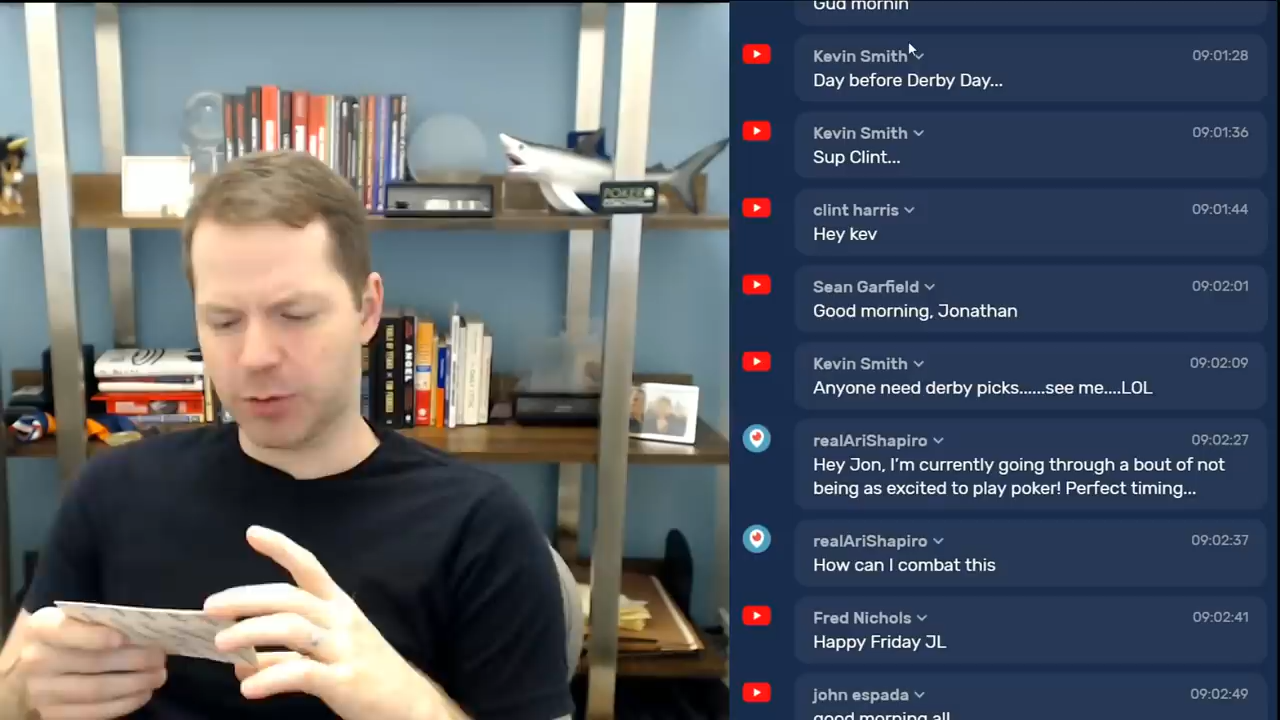 Gud mornin
Kevin Smith
09:01:28
Day before Derby Day...
Kevin Smith
09:01:36
Sup Clint...
clint harris
09:01:44
Hey kev
Sean Garfield
09:02:01
Good morning, Jonathan
Kevin Smith
09:02:09
Anyone need derby picks......see me....LOL
realAriShapiro
09:02:27
Hey Jon, I'm currently going through a bout of not
being as excited to play poker! Perfect timing...
realAriShapiro
09:02:37
How can I combat this
Fred Nichols
09:02:41
Happy Friday JL
john espada
09:02:49
good morning all
POKER
ANGEL